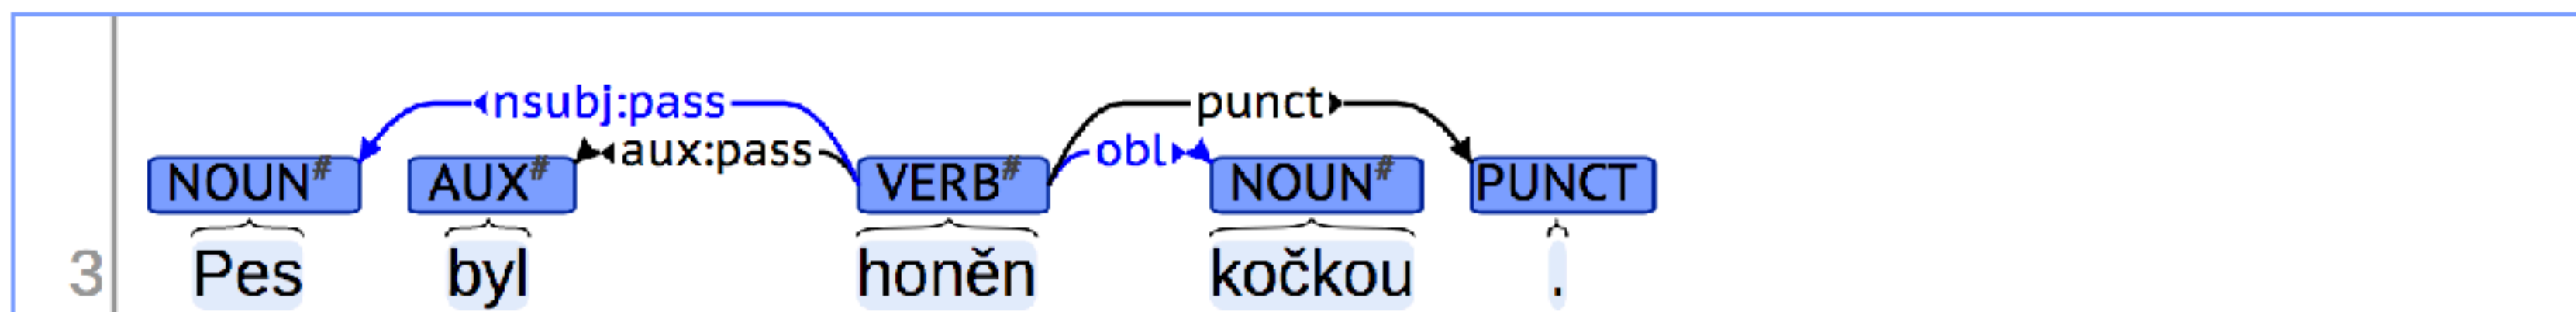 nsubj:pass punct
aux:pass obl
NOUN# AUX# VERB# NOUN# PUNCT
3 Pes byl honěn kočkou .